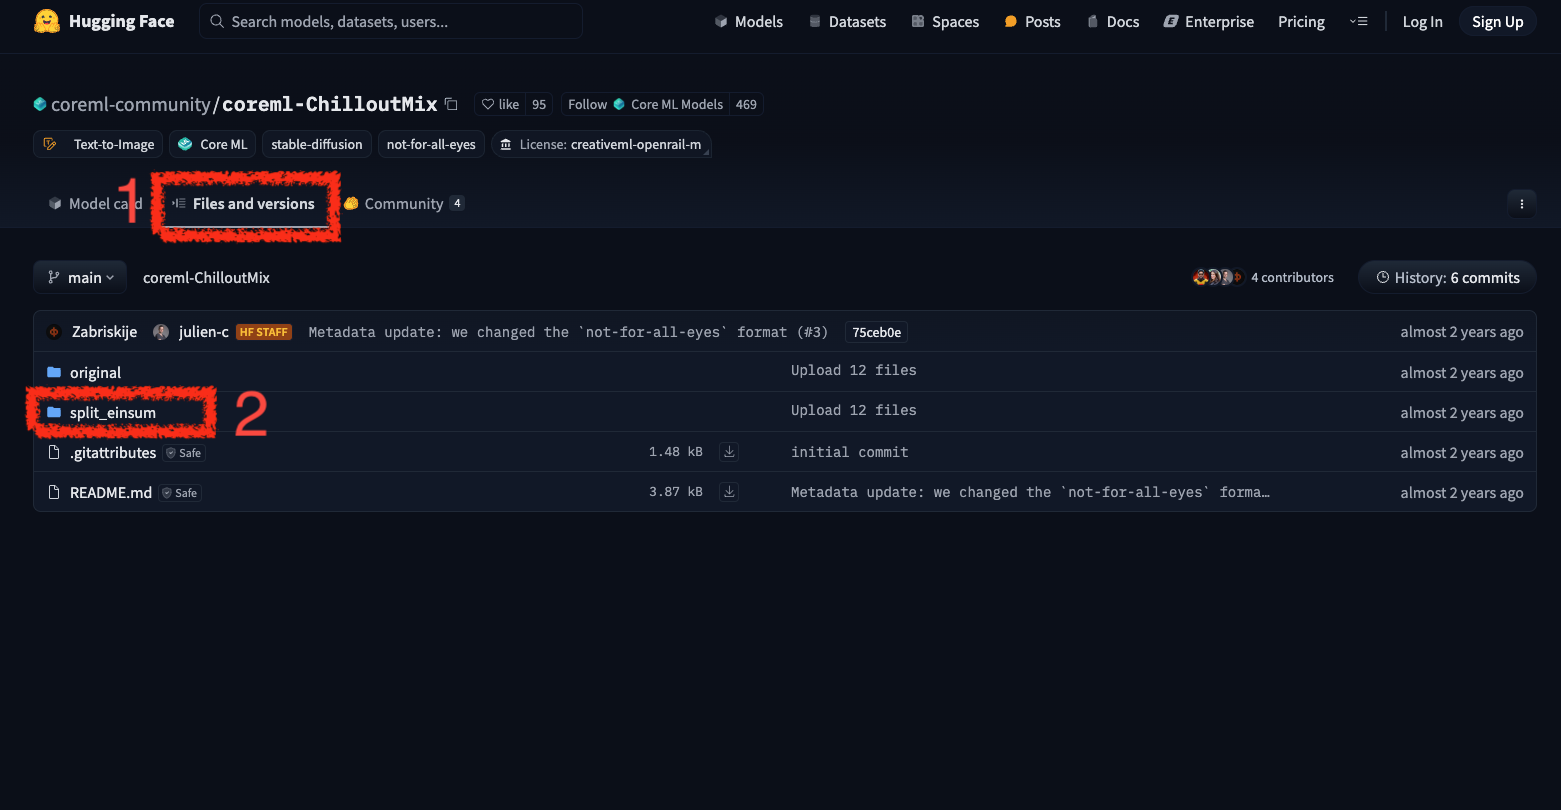 Hugging Face Search models, datasets, users... Models Datasets Spaces Posts Docs Enterprise Pricing Log In Sign Up
coreml-community/coreml-ChilloutMix like 95 Follow Core ML Models 469
Text-to-Image Core ML stable-diffusion not-for-all-eyes License: creativeml-openrail-m
Model card 1 Files and versions Community 4
main coreml-ChilloutMix 4 contributors History: 6 commits
Zabriskije julien-c HF STAFF Metadata update: we changed the `not-for-all-eyes` format (#3) 75ceb0e almost 2 years ago
original Upload 12 files almost 2 years ago
split_einsum 2 Upload 12 files almost 2 years ago
.gitattributes Safe 1.48 kB initial commit almost 2 years ago
README.md Safe 3.87 kB Metadata update: we changed the `not-for-all-eyes` forma… almost 2 years ago